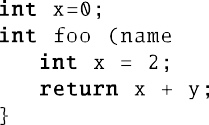 int x=0;
int foo (name
int x = 2;
return x + y;
}